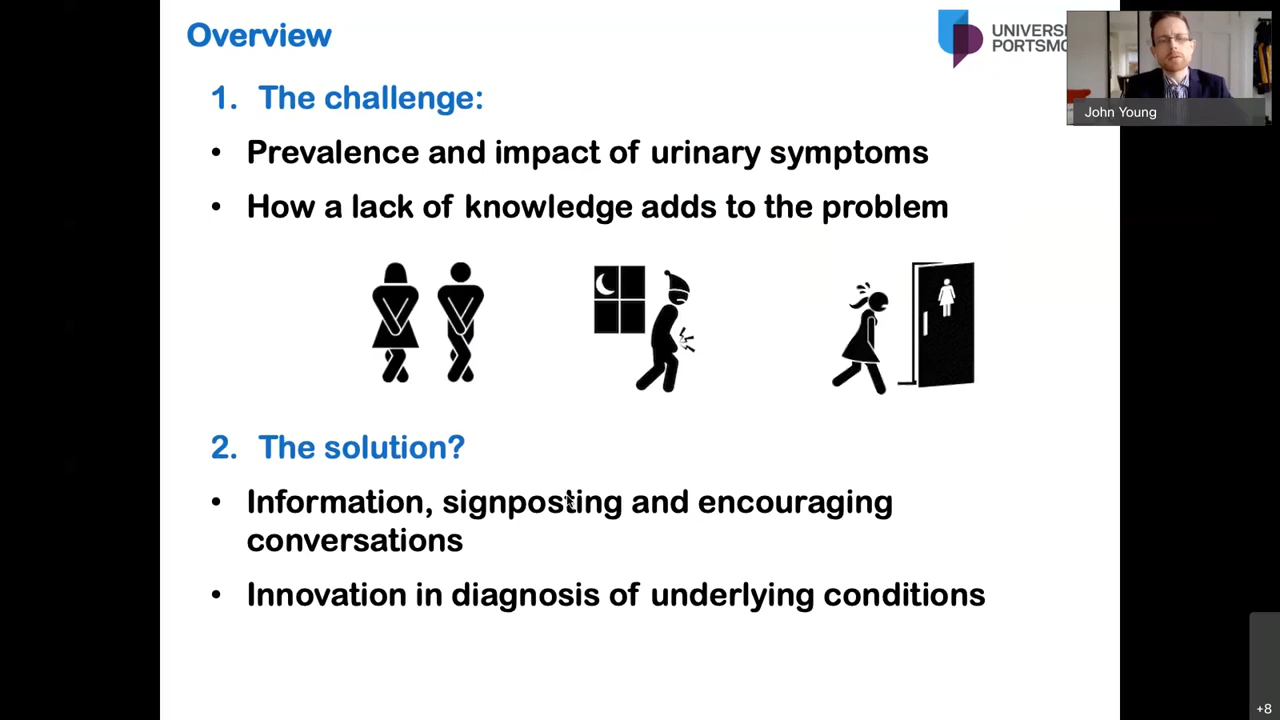 Overview
UNIVERSI
PORTSMO
John Young
1. The challenge:
• Prevalence and impact of urinary symptoms
• How a lack of knowledge adds to the problem
2. The solution?
• Information, signposting and encouraging
conversations
• Innovation in diagnosis of underlying conditions
+8